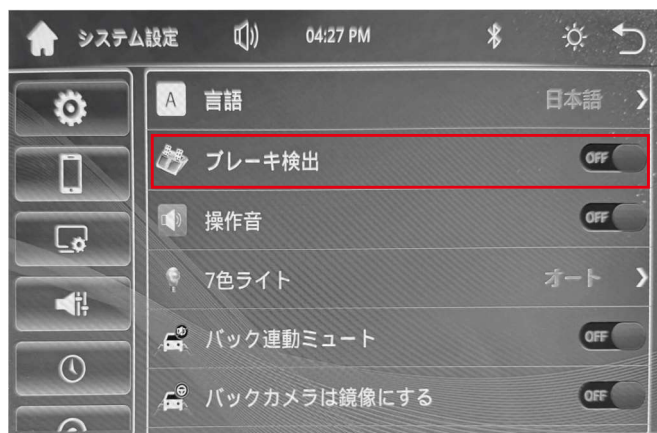 システム設定 04:27 PM
A 言語 日本語
ブレーキ検出 OFF
操作音 OFF
7色ライト オート
バック連動ミュート OFF
バックカメラは鏡像にする OFF